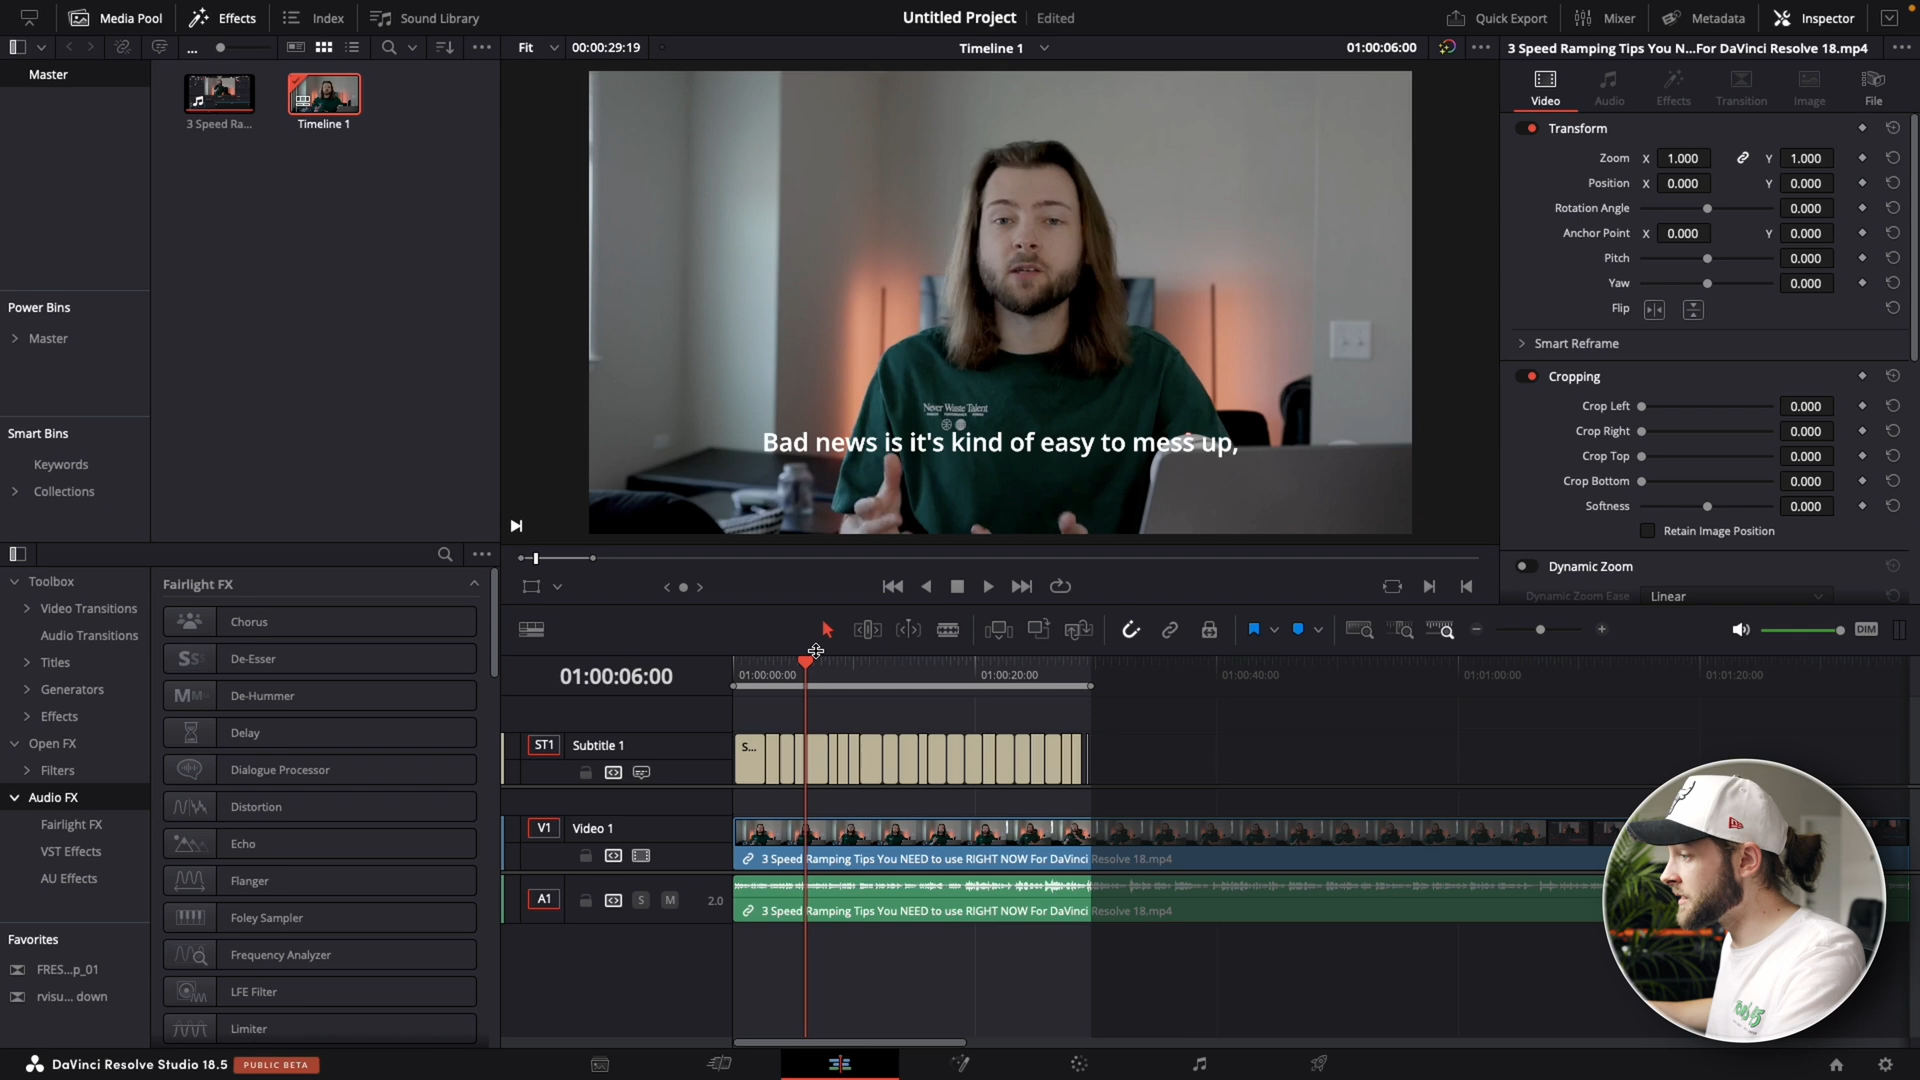 Media Pool
Effects
Index
Sound Library
Untitled Project
Edited
Quick Export
Mixer
Metadata
Inspector
...
Fit
00:00:29:19
Timeline 1
01:00:06:00
3 Speed Ramping Tips You N...For DaVinci Resolve 18.mp4
Master
3 Speed Ra...
Timeline 1
Power Bins
Master
Smart Bins
Keywords
Collections
Never Waste Talent
Bad news is it's kind of easy to mess up,
Video
Audio
Effects
Transition
Image
File
Transform
Zoom X 1.000 Y 1.000
Position X 0.000 Y 0.000
Rotation Angle 0.000
Anchor Point X 0.000 Y 0.000
Pitch 0.000
Yaw 0.000
Flip
Smart Reframe
Cropping
Crop Left 0.000
Crop Right 0.000
Crop Top 0.000
Crop Bottom 0.000
Softness 0.000
Retain Image Position
Dynamic Zoom
Dynamic Zoom Ease Linear
Toolbox
Video Transitions
Audio Transitions
Titles
Generators
Effects
Open FX
Filters
Audio FX
Fairlight FX
VST Effects
AU Effects
Favorites
FRES...p_01
rvisu... down
Fairlight FX
Chorus
De-Esser
De-Hummer
Delay
Dialogue Processor
Distortion
Echo
Flanger
Foley Sampler
Frequency Analyzer
LFE Filter
Limiter
DIM
01:00:06:00
01:00:00:00
01:00:20:00
01:00:40:00
01:01:00:00
01:01:20:00
ST1 Subtitle 1
S...
V1 Video 1
3 Speed Ramping Tips You NEED to use RIGHT NOW For DaVinci Resolve 18.mp4
A1 S M 2.0
3 Speed Ramping Tips You NEED to use RIGHT NOW For DaVinci Resolve 18.mp4
DaVinci Resolve Studio 18.5
PUBLIC BETA